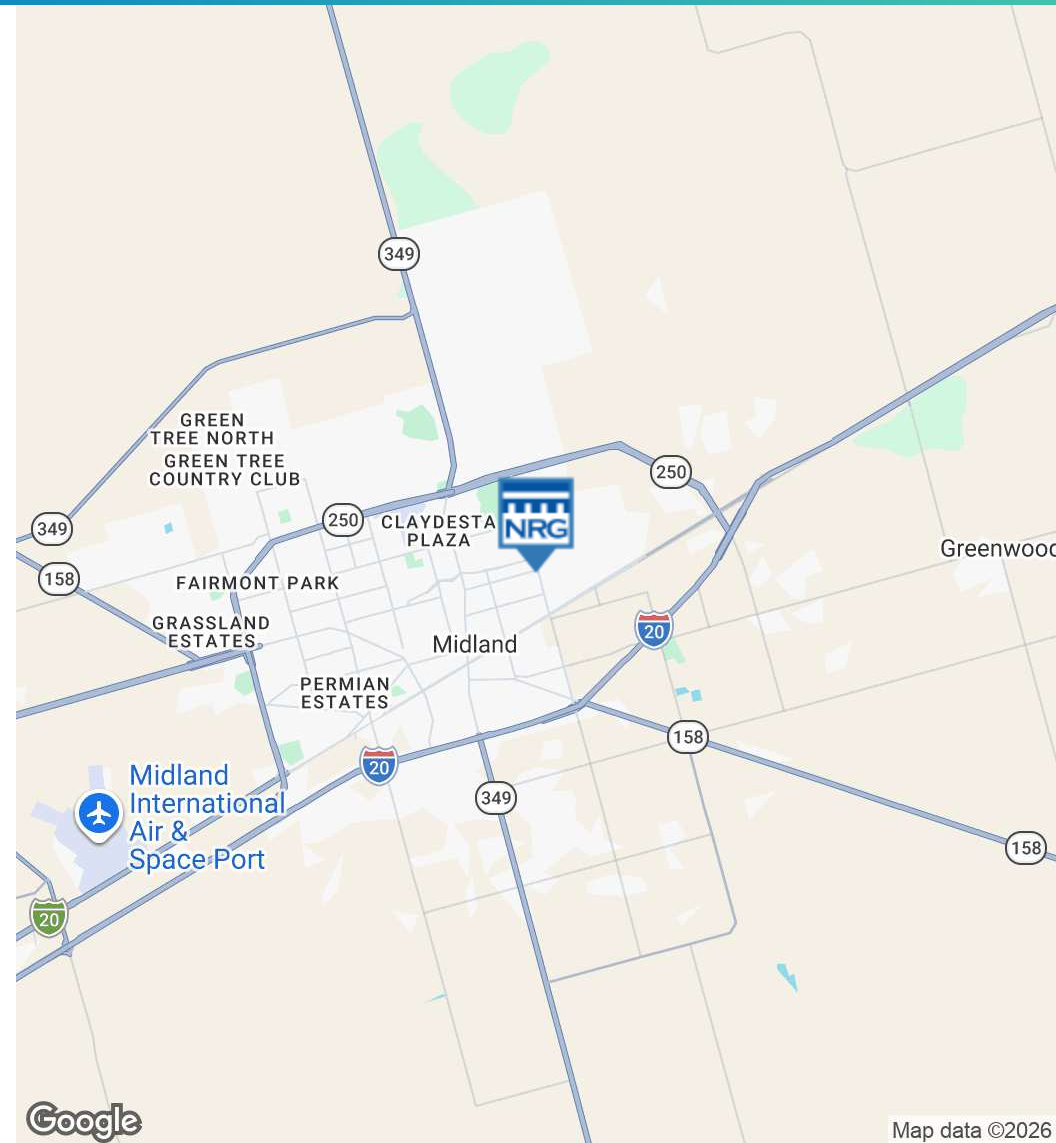 349
GREEN
TREE NORTH
GREEN TREE
COUNTRY CLUB
250
349
250
CLAYDESTA
PLAZA
NRG
Greenwood
158
FAIRMONT PARK
GRASSLAND
ESTATES
20
Midland
PERMIAN
ESTATES
158
20
Midland
International
Air &
Space Port
349
158
20
Google
Map data ©2026